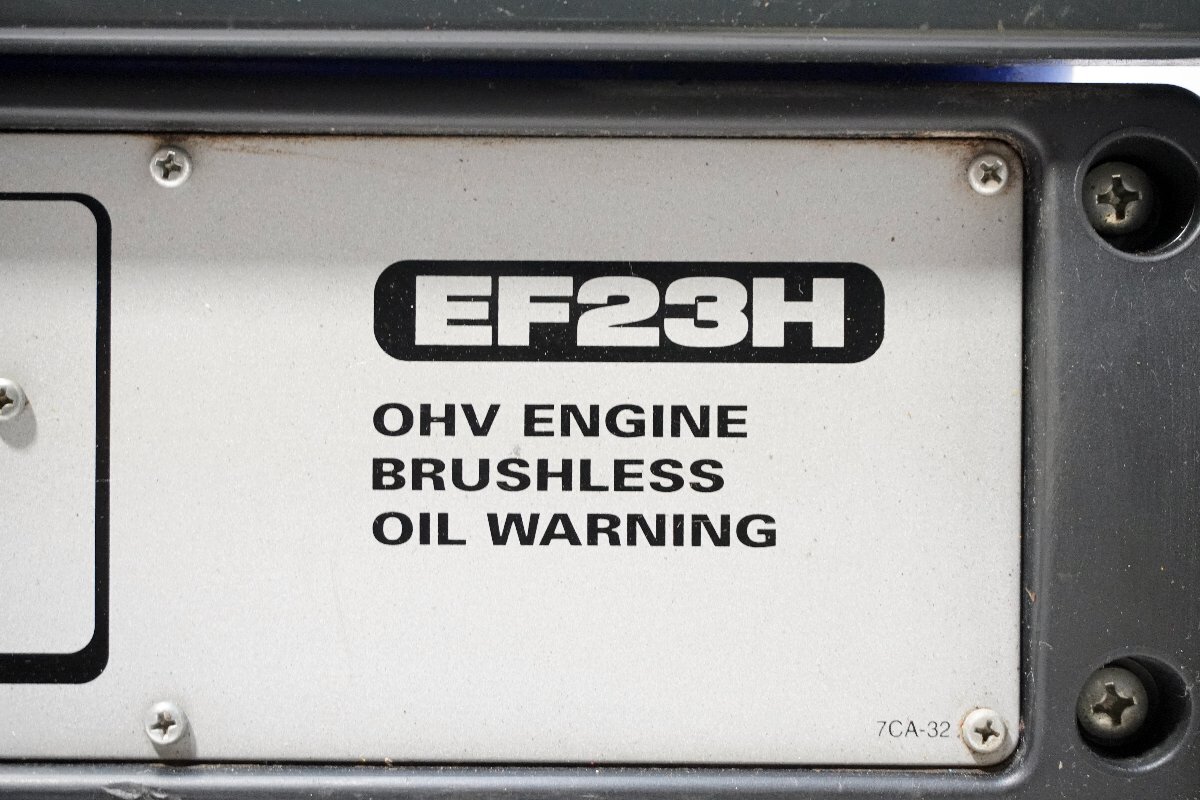 EF23H
OHV ENGINE
BRUSHLESS
OIL WARNING
7CA-32